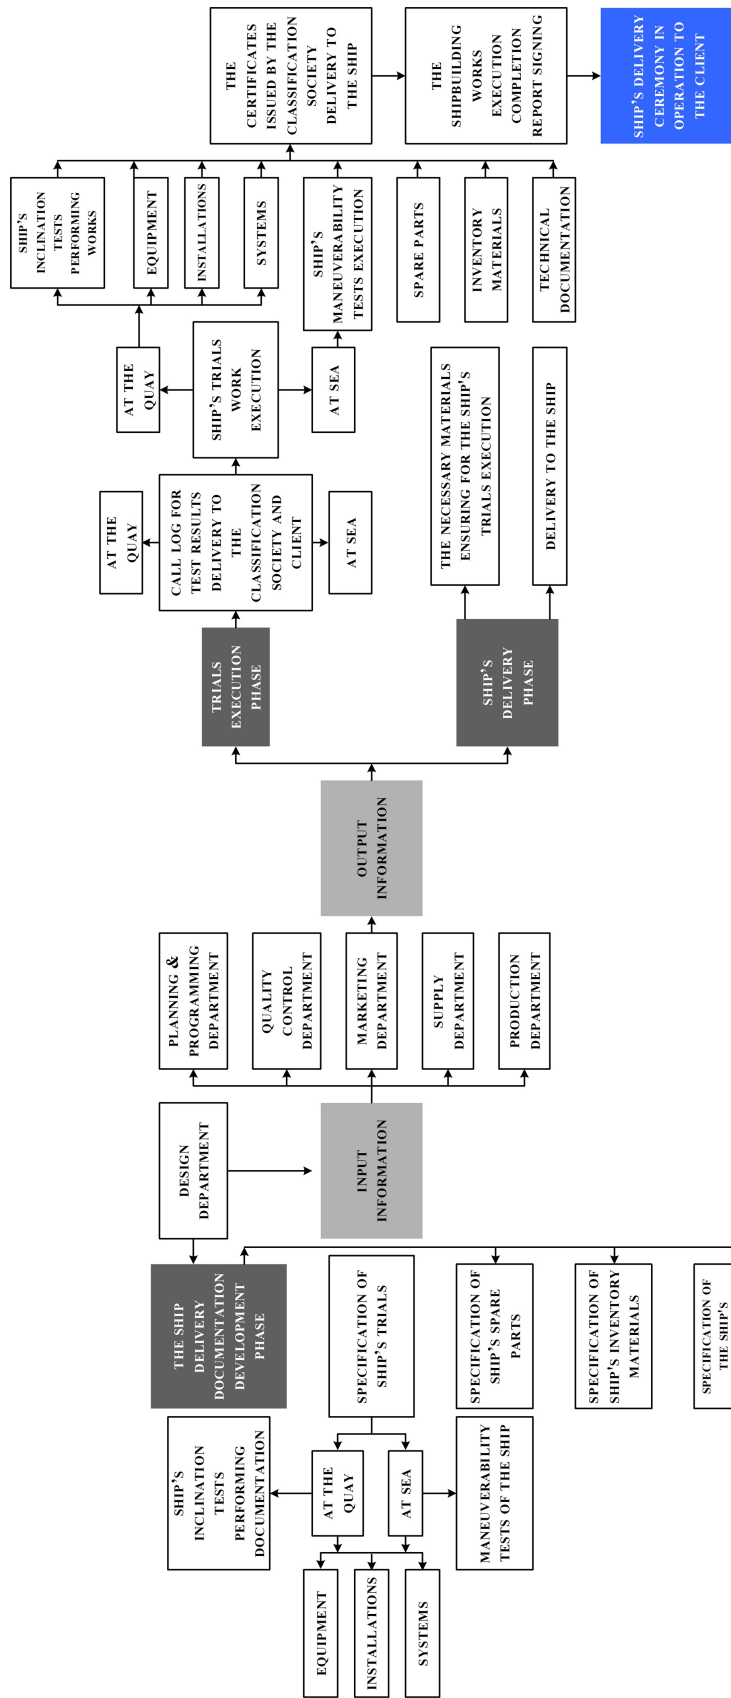 SHIP'S
INCLINATION
TESTS
PERFORMING
DOCUMENTATION
EQUIPMENT
INSTALLATIONS
SYSTEMS
AT THE
QUAY
AT SEA
MANEUVERABILITY
TESTS OF THE SHIP
SPECIFICATION OF
SHIP'S TRIALS
THE SHIP
DELIVERY
DOCUMENTATION
DEVELOPMENT
PHASE
SPECIFICATION OF
SHIP'S SPARE
PARTS
SPECIFICATION OF
SHIP'S INVENTORY
MATERIALS
SPECIFICATION OF
THE SHIP'S
DESIGN
DEPARTMENT
INPUT
INFORMATION
PLANNING &
PROGRAMMING
DEPARTMENT
QUALITY
CONTROL
DEPARTMENT
MARKETING
DEPARTMENT
SUPPLY
DEPARTMENT
PRODUCTION
DEPARTMENT
OUTPUT
INFORMATION
TRIALS
EXECUTION
PHASE
SHIP'S
DELIVERY
PHASE
AT THE
QUAY
CALL LOG FOR
TEST RESULTS
DELIVERY TO
THE
CLASSIFICATION
SOCIETY AND
CLIENT
AT SEA
THE NECESSARY MATERIALS
ENSURING FOR THE SHIP'S
TRIALS EXECUTION
DELIVERY TO THE SHIP
AT THE
QUAY
SHIP'S TRIALS
WORK
EXECUTION
AT SEA
SHIP'S
INCLINATION
TESTS
PERFORMING
WORKS
EQUIPMENT
INSTALLATIONS
SYSTEMS
SHIP'S
MANEUVERABILITY
TESTS EXECUTION
SPARE PARTS
INVENTORY
MATERIALS
TECHNICAL
DOCUMENTATION
THE
CERTIFICATES
ISSUED BY THE
CLASSIFICATION
SOCIETY
DELIVERY TO
THE SHIP
THE
SHIPBUILDING
WORKS
EXECUTION
COMPLETION
REPORT SIGNING
SHIP'S DELIVERY
CEREMONY IN
OPERATION TO
THE CLIENT